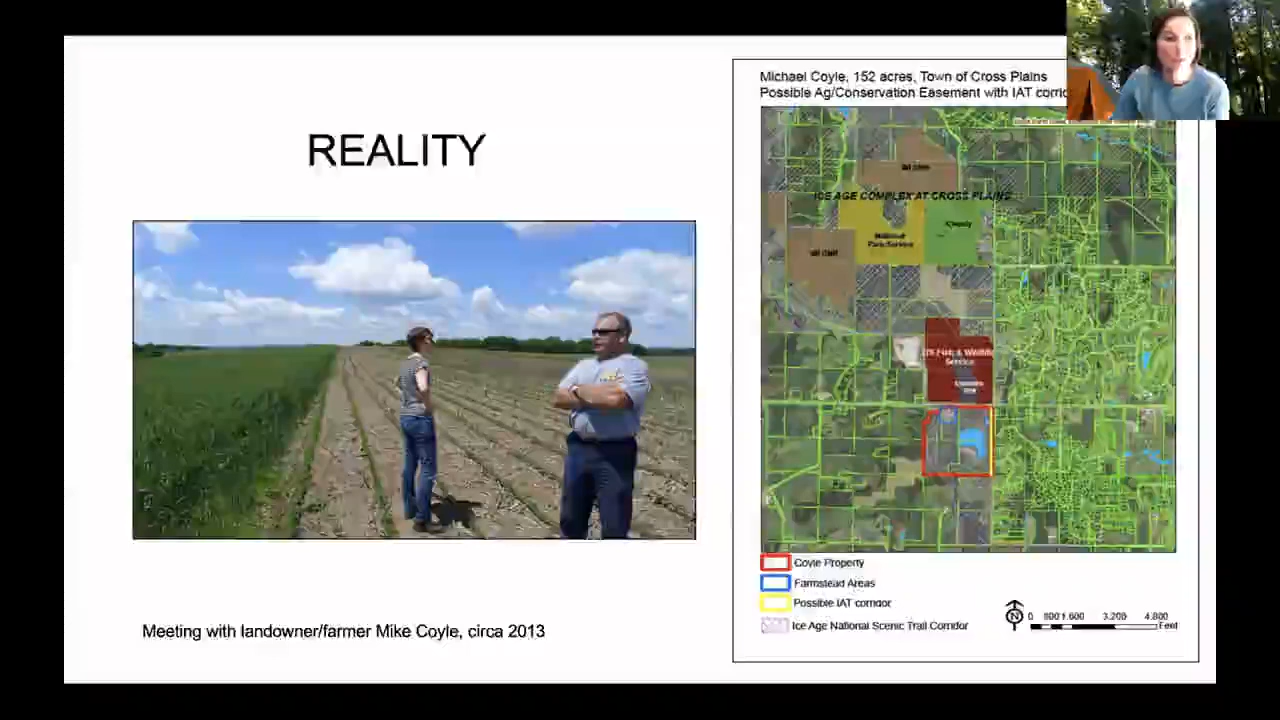 REALITY
Meeting with landowner/farmer Mike Coyle, circa 2013
Michael Coyle, 152 acres, Town of Cross Plains
Possible Ag/Conservation Easement with IAT
ICE AGE COMPLEX AT CROSS PLAINS
National
Park Service
County
US Fish & Wildlife
Service
Coyle Property
Farmstead Areas
Possible IAT corridor
Ice Age National Scenic Trail Corridor
N
0 800 1,600 3,200 4,800
Feet